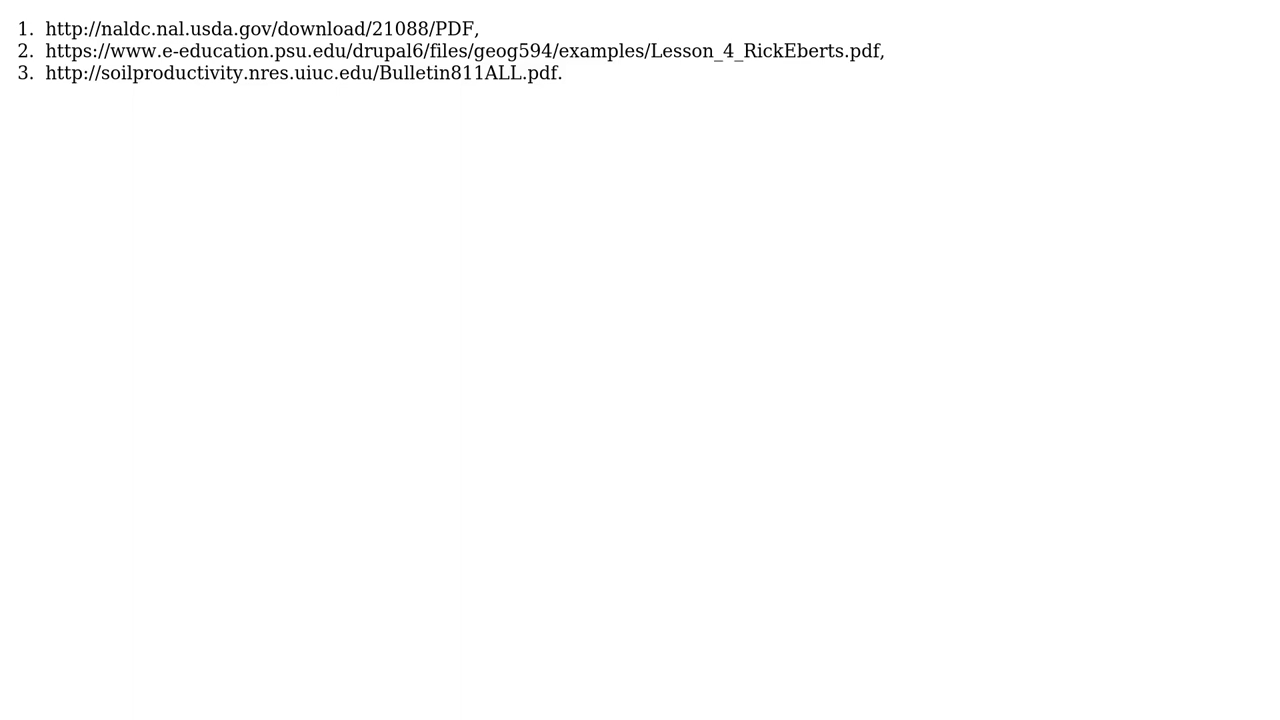 1. http://naldc.nal.usda.gov/download/21088/PDF,
2. https://www.e-education.psu.edu/drupal6/files/geog594/examples/Lesson_4_RickEberts.pdf,
3. http://soilproductivity.nres.uiuc.edu/Bulletin811ALL.pdf.